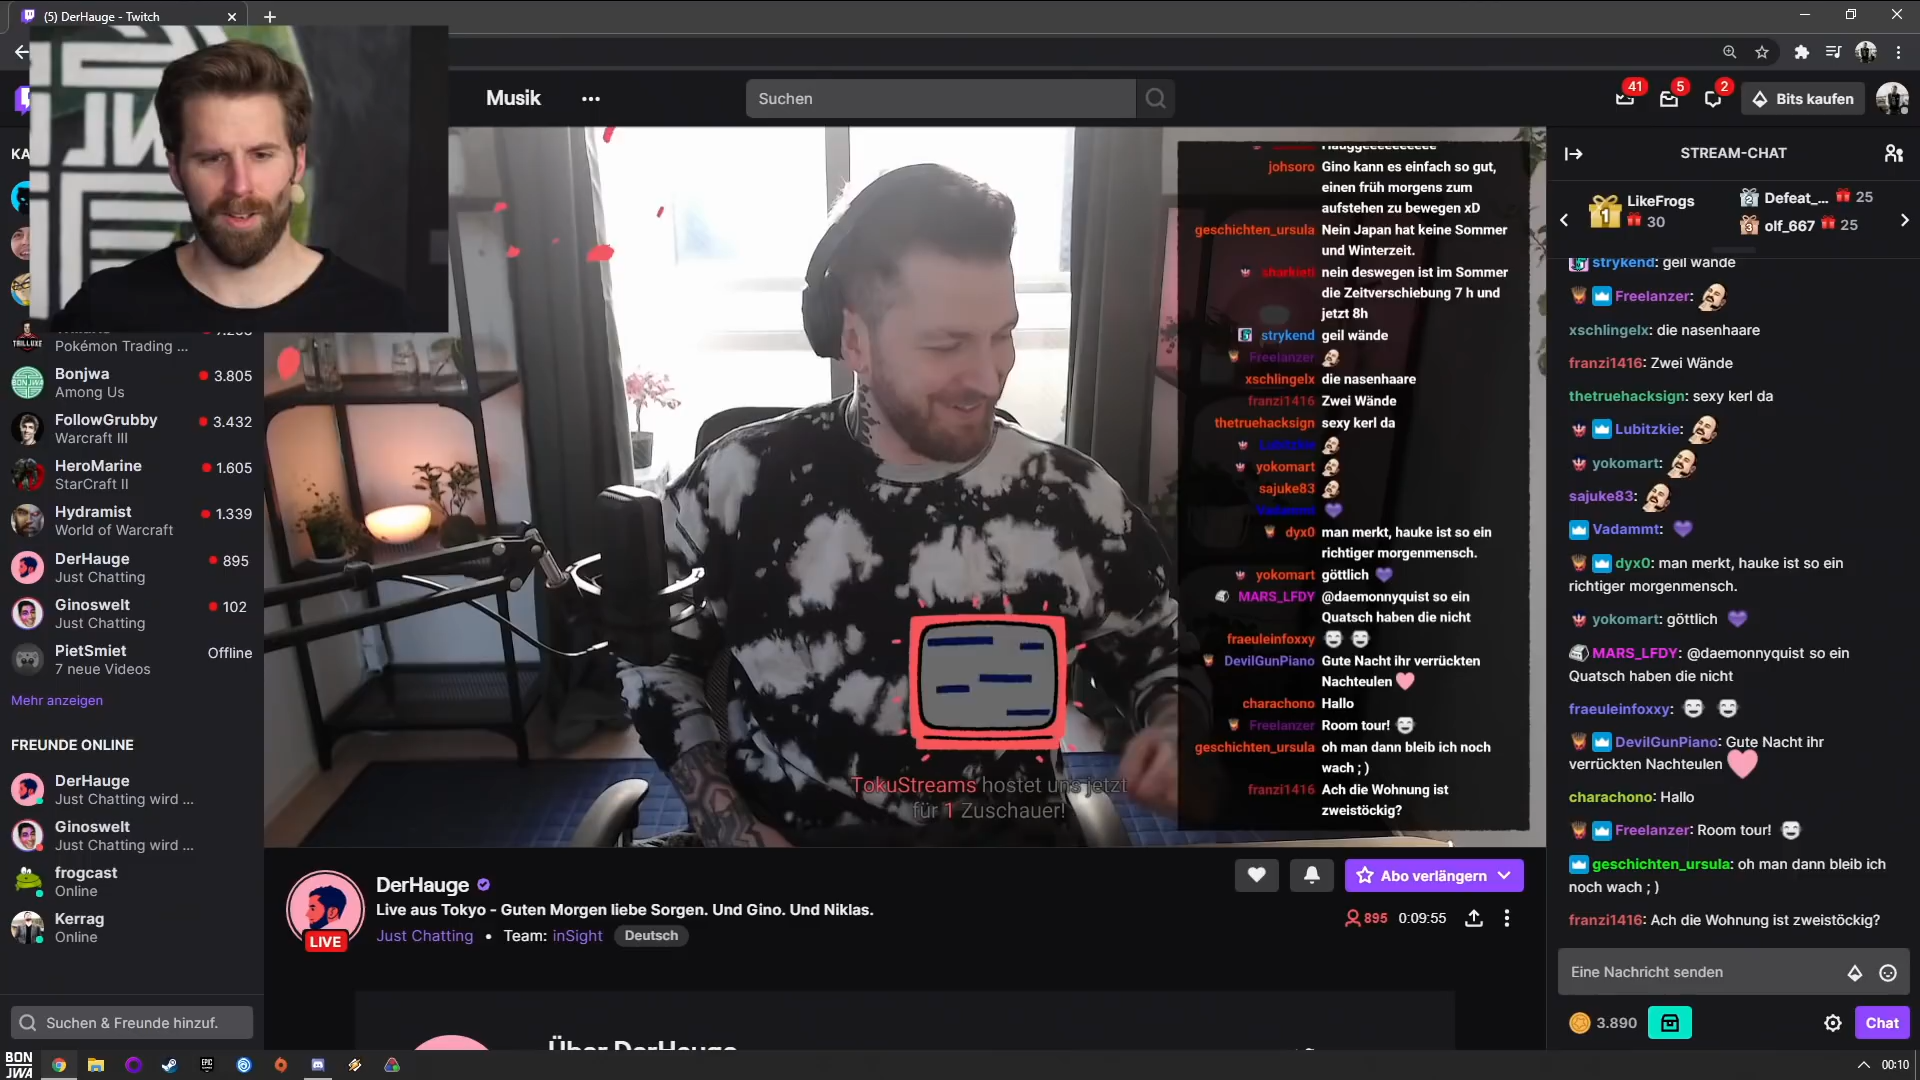 (5) DerHauge - Twitch
Musik
Suchen
41
5
2
Bits kaufen
KA
Pokémon Trading ...
Bonjwa
3.805
Among Us
FollowGrubby
3.432
Warcraft III
HeroMarine
1.605
StarCraft II
Hydramist
1.339
World of Warcraft
DerHauge
895
Just Chatting
Ginoswelt
102
Just Chatting
PietSmiet
Offline
7 neue Videos
Mehr anzeigen
FREUNDE ONLINE
DerHauge
Just Chatting wird ...
Ginoswelt
Just Chatting wird ...
frogcast
Online
Kerrag
Online
Suchen & Freunde hinzuf.
johsoro Gino kann es einfach so gut,
einen früh morgens zum
aufstehen zu bewegen xD
geschichten_ursula Nein Japan hat keine Sommer
und Winterzeit.
sharkieti nein deswegen ist im Sommer
die Zeitverschiebung 7 h und
jetzt 8h
strykend geil wände
Freelanzer
xschlingelx die nasenhaare
franzi1416 Zwei Wände
thetruehacksign sexy kerl da
Lubitzkie
yokomart
sajuke83
Vadammt
dyx0 man merkt, hauke ist so ein
richtiger morgenmensch.
yokomart göttlich
MARS_LFDY @daemonnyquist so ein
Quatsch haben die nicht
fraeuleinfoxxy
DevilGunPiano Gute Nacht ihr verrückten
Nachteulen
charachono Hallo
Freelanzer Room tour!
geschichten_ursula oh man dann bleib ich noch
wach ; )
franzi1416 Ach die Wohnung ist
zweistöckig?
TokuStreams hostet uns jetzt
für 1 Zuschauer!
LIVE
DerHauge
Live aus Tokyo - Guten Morgen liebe Sorgen. Und Gino. Und Niklas.
Just Chatting • Team: inSight Deutsch
Abo verlängern
895 0:09:55
Über DerHauge
STREAM-CHAT
1
LikeFrogs
30
2
Defeat_... 25
3
olf_667 25
strykend: geil wände
Freelanzer:
xschlingelx: die nasenhaare
franzi1416: Zwei Wände
thetruehacksign: sexy kerl da
Lubitzkie:
yokomart:
sajuke83:
Vadammt:
dyx0: man merkt, hauke ist so ein
richtiger morgenmensch.
yokomart: göttlich
MARS_LFDY: @daemonnyquist so ein
Quatsch haben die nicht
fraeuleinfoxxy:
DevilGunPiano: Gute Nacht ihr
verrückten Nachteulen
charachono: Hallo
Freelanzer: Room tour!
geschichten_ursula: oh man dann bleib ich
noch wach ; )
franzi1416: Ach die Wohnung ist zweistöckig?
Eine Nachricht senden
3.890
Chat
BON
JWA
EPIC
00:10